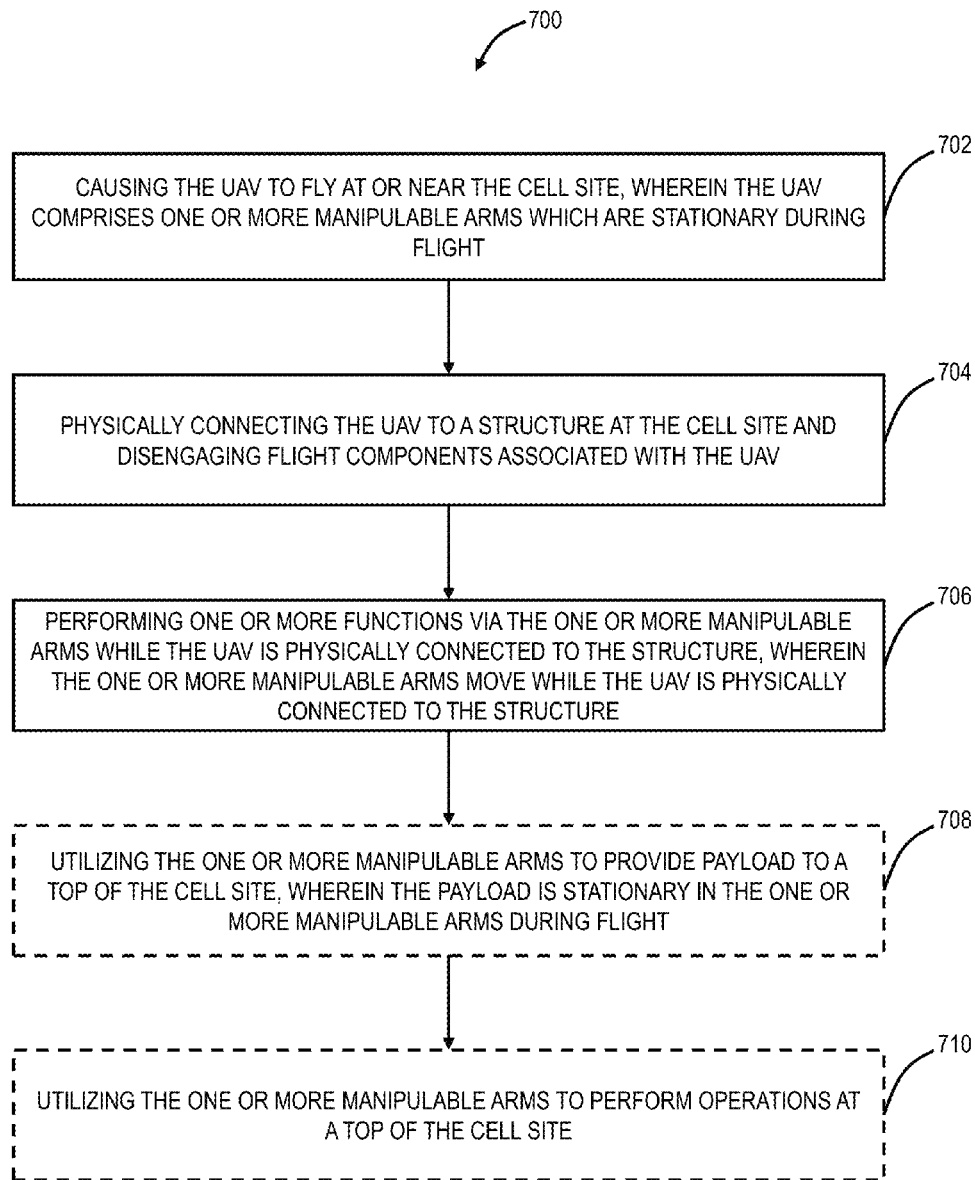 700
702
CAUSING THE UAV TO FLY AT OR NEAR THE CELL SITE, WHEREIN THE UAV
COMPRISES ONE OR MORE MANIPULABLE ARMS WHICH ARE STATIONARY DURING
FLIGHT
704
PHYSICALLY CONNECTING THE UAV TO A STRUCTURE AT THE CELL SITE AND
DISENGAGING FLIGHT COMPONENTS ASSOCIATED WITH THE UAV
706
PERFORMING ONE OR MORE FUNCTIONS VIA THE ONE OR MORE MANIPULABLE
ARMS WHILE THE UAV IS PHYSICALLY CONNECTED TO THE STRUCTURE, WHEREIN
THE ONE OR MORE MANIPULABLE ARMS MOVE WHILE THE UAV IS PHYSICALLY
CONNECTED TO THE STRUCTURE
708
UTILIZING THE ONE OR MORE MANIPULABLE ARMS TO PROVIDE PAYLOAD TO A
TOP OF THE CELL SITE, WHEREIN THE PAYLOAD IS STATIONARY IN THE ONE OR
MORE MANIPULABLE ARMS DURING FLIGHT
710
UTILIZING THE ONE OR MORE MANIPULABLE ARMS TO PERFORM OPERATIONS AT
A TOP OF THE CELL SITE